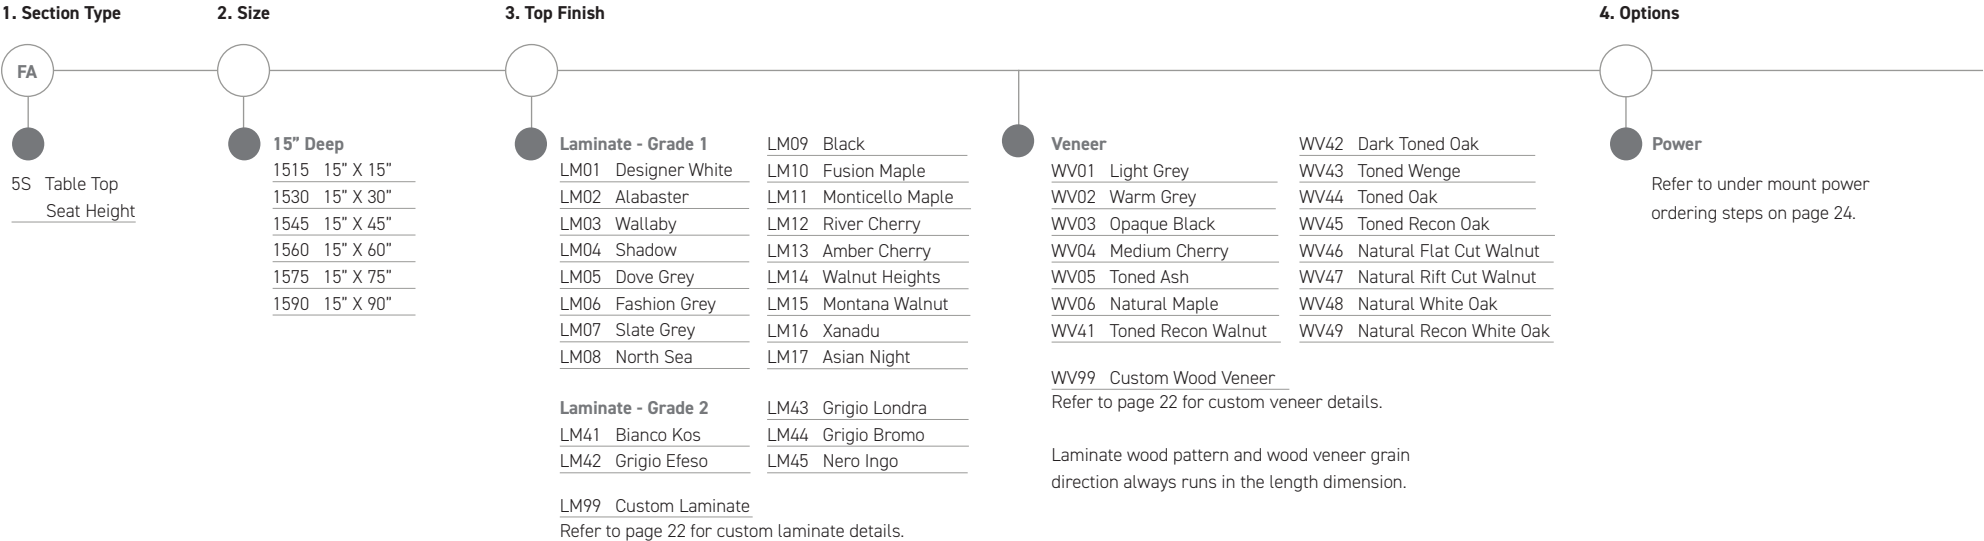 1. Section Type
2. Size
3. Top Finish
4. Options
FA
5S Table Top
Seat Height
15” Deep
1515 15” X 15”
1530 15” X 30”
1545 15” X 45”
1560 15” X 60”
1575 15” X 75”
1590 15” X 90”
Laminate - Grade 1
LM01 Designer White
LM02 Alabaster
LM03 Wallaby
LM04 Shadow
LM05 Dove Grey
LM06 Fashion Grey
LM07 Slate Grey
LM08 North Sea
LM09 Black
LM10 Fusion Maple
LM11 Monticello Maple
LM12 River Cherry
LM13 Amber Cherry
LM14 Walnut Heights
LM15 Montana Walnut
LM16 Xanadu
LM17 Asian Night
Laminate - Grade 2
LM41 Bianco Kos
LM42 Grigio Efeso
LM43 Grigio Londra
LM44 Grigio Bromo
LM45 Nero Ingo
LM99 Custom Laminate
Refer to page 22 for custom laminate details.
Veneer
WV01 Light Grey
WV02 Warm Grey
WV03 Opaque Black
WV04 Medium Cherry
WV05 Toned Ash
WV06 Natural Maple
WV41 Toned Recon Walnut
WV42 Dark Toned Oak
WV43 Toned Wenge
WV44 Toned Oak
WV45 Toned Recon Oak
WV46 Natural Flat Cut Walnut
WV47 Natural Rift Cut Walnut
WV48 Natural White Oak
WV49 Natural Recon White Oak
WV99 Custom Wood Veneer
Refer to page 22 for custom veneer details.
Laminate wood pattern and wood veneer grain
direction always runs in the length dimension.
Power
Refer to under mount power
ordering steps on page 24.